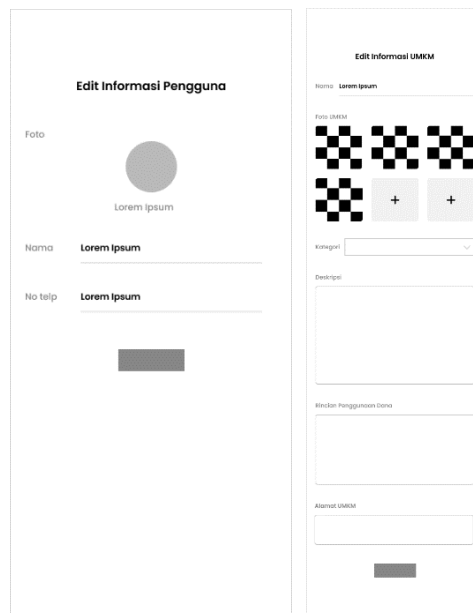 Edit Informasi Pengguna
Foto
Lorem Ipsum
Nama Lorem Ipsum
No telp Lorem Ipsum
Edit Informasi UMKM
Nama Lorem Ipsum
Foto UMKM
+ +
Kategori
Deskripsi
Rincian Penggunaan Dana
Alamat UMKM